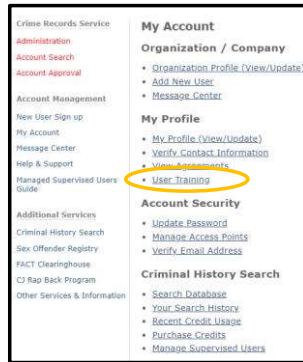 Crime Records Service
Administration
Account Search
Account Approval
Account Management
New User Sign up
My Account
Message Center
Help & Support
Managed Supervised Users
Guide
Additional Services
Criminal History Search
Sex Offender Registry
FACT Clearinghouse
CJ Rap Back Program
Other Services & Information
My Account
Organization / Company
• Organization Profile (View/Update)
• Add New User
• Message Center
My Profile
• My Profile (View/Update)
• Verify Contact Information
• View Agreements
• User Training
Account Security
• Update Password
• Manage Access Points
• Verify Email Address
Criminal History Search
• Search Database
• Your Search History
• Recent Credit Usage
• Purchase Credits
• Manage Supervised Users